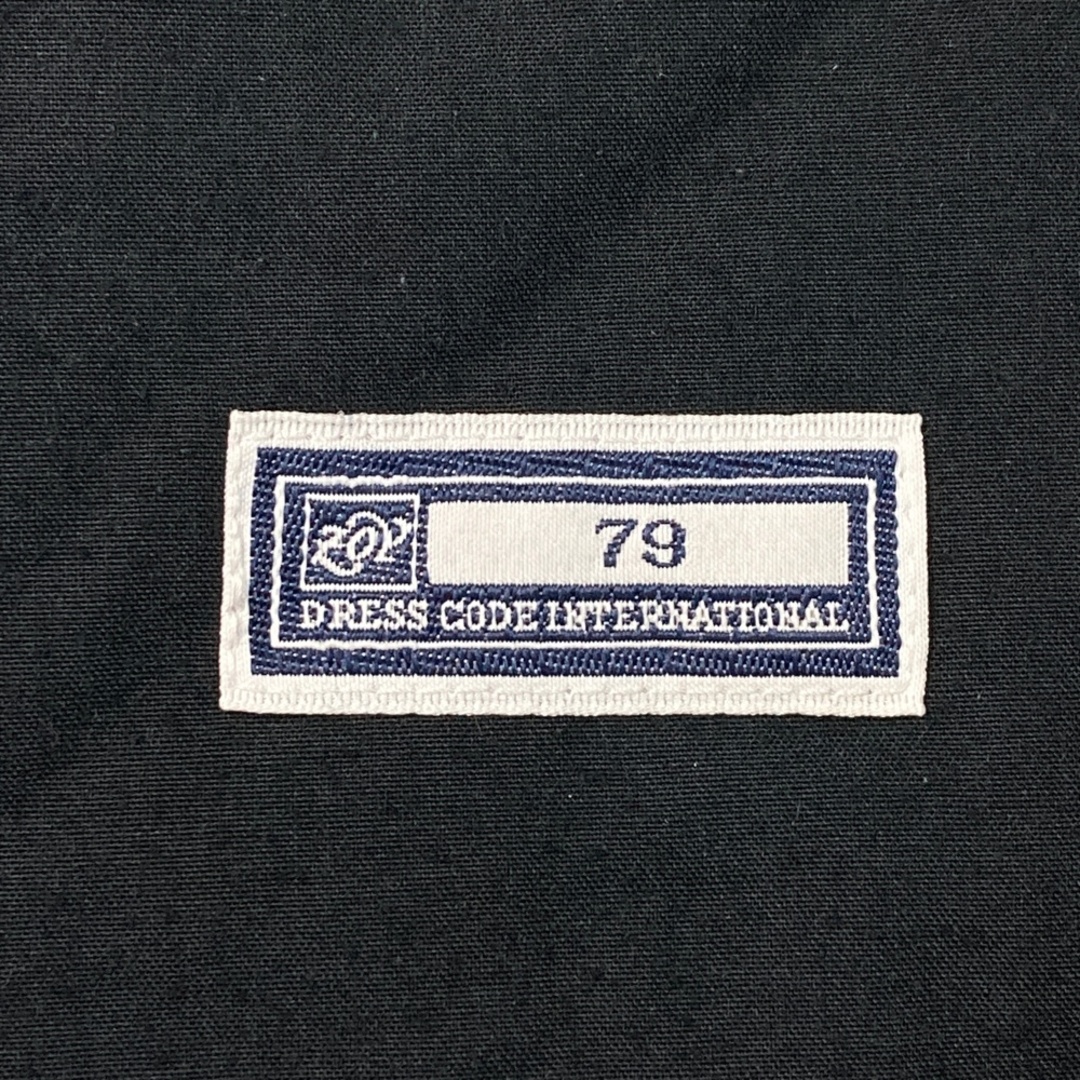 79
DRESS CODE INTERNATIONAL